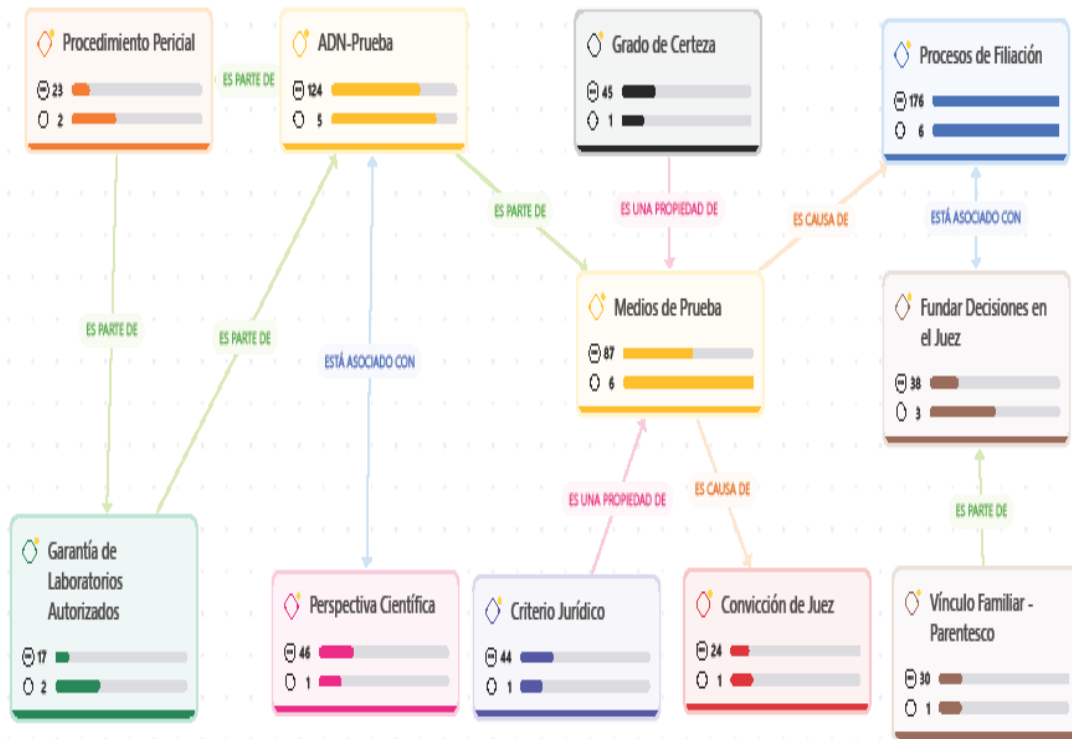 Procedimiento Pericial
23
2
ES PARTE DE
ADN-Prueba
124
5
Grado de Certeza
45
1
Procesos de Filiación
176
6
ES PARTE DE
ES UNA PROPIEDAD DE
ES CAUSA DE
ESTÁ ASOCIADO CON
Medios de Prueba
87
6
Fundar Decisiones en
el Juez
38
3
ES PARTE DE
ES PARTE DE
ESTÁ ASOCIADO CON
ES UNA PROPIEDAD DE
ES CAUSA DE
ES PARTE DE
Garantía de
Laboratorios
Autorizados
17
2
Perspectiva Científica
46
1
Criterio Jurídico
44
1
Convicción de Juez
24
1
Vínculo Familiar -
Parentesco
30
1